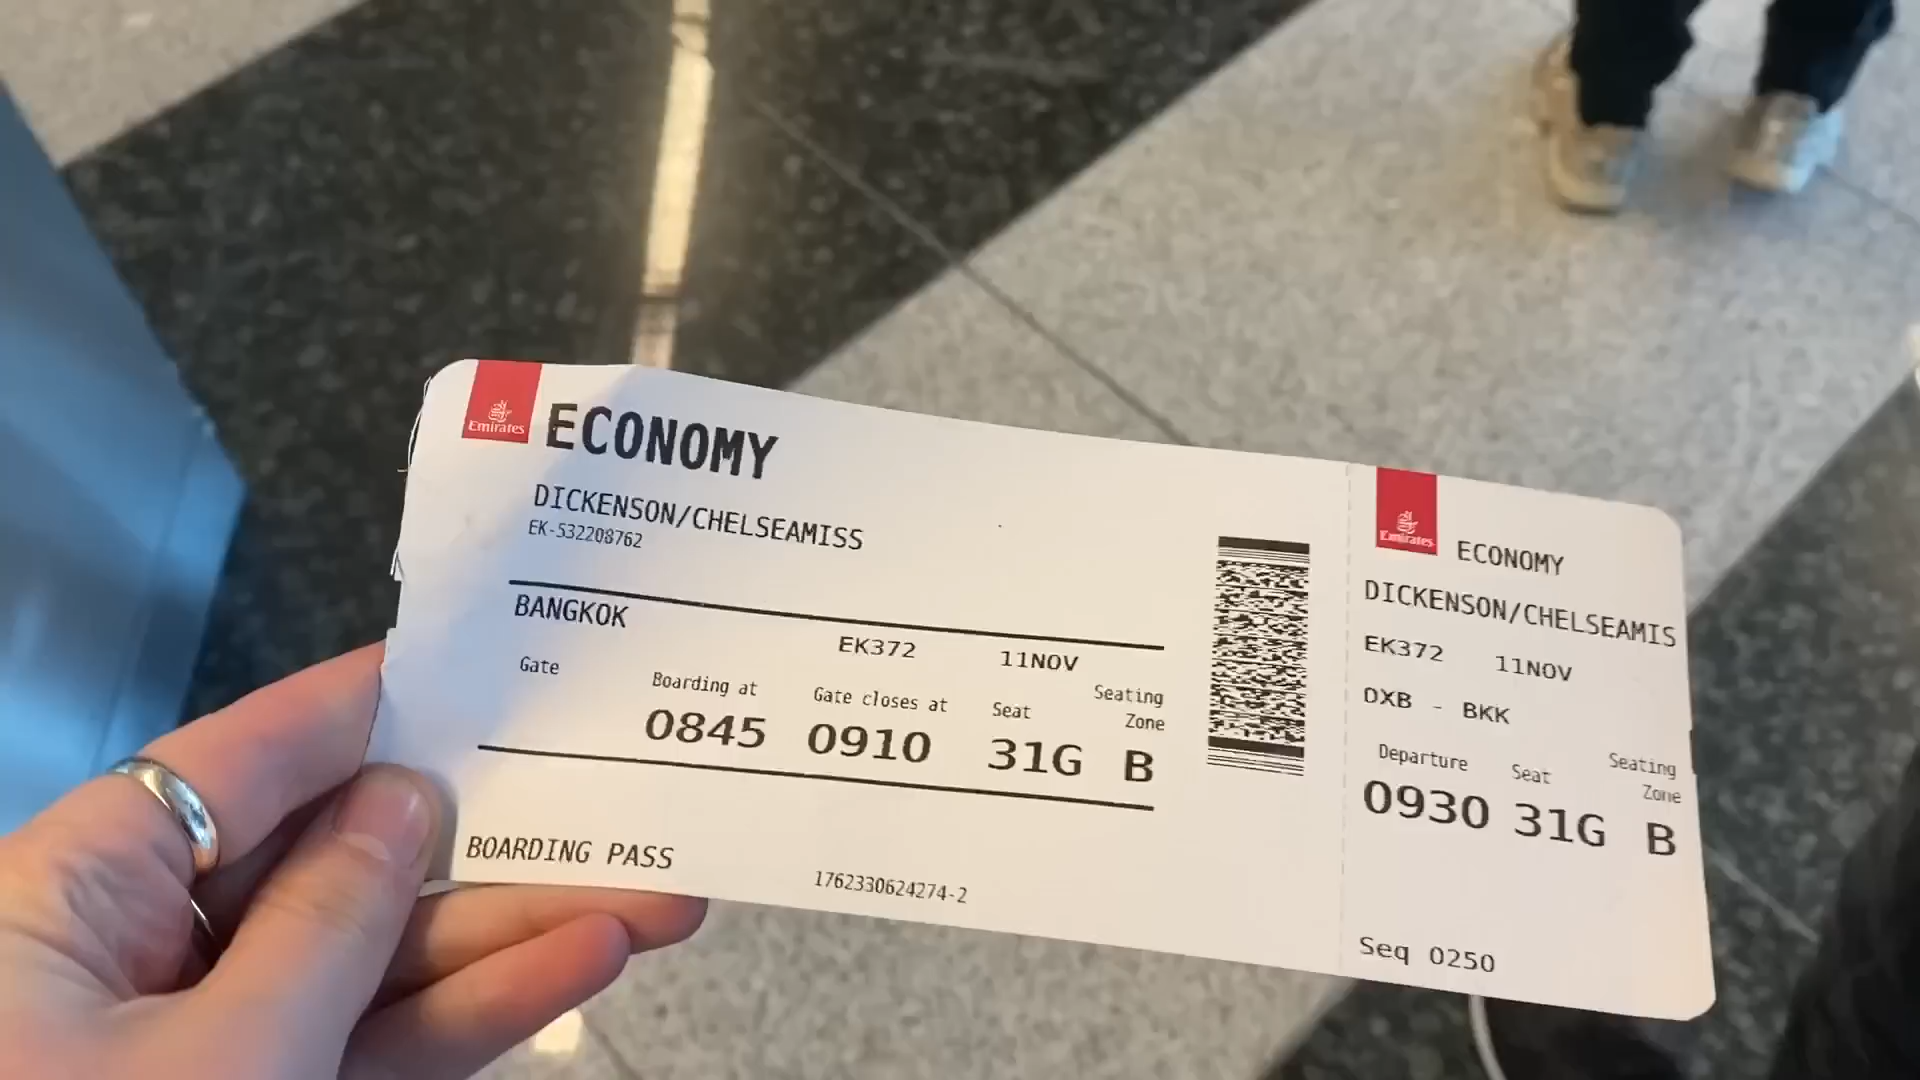 Emirates
ECONOMY
DICKENSON/CHELSEAMISS
EK-532208762
BANGKOK
EK372 11NOV
Gate Boarding at Gate closes at Seat Seating Zone
0845 0910 31G B
BOARDING PASS
1762330624274-2
Emirates
ECONOMY
DICKENSON/CHELSEAMIS
EK372 11NOV
DXB - BKK
Departure Seat Seating Zone
0930 31G B
Seq 0250